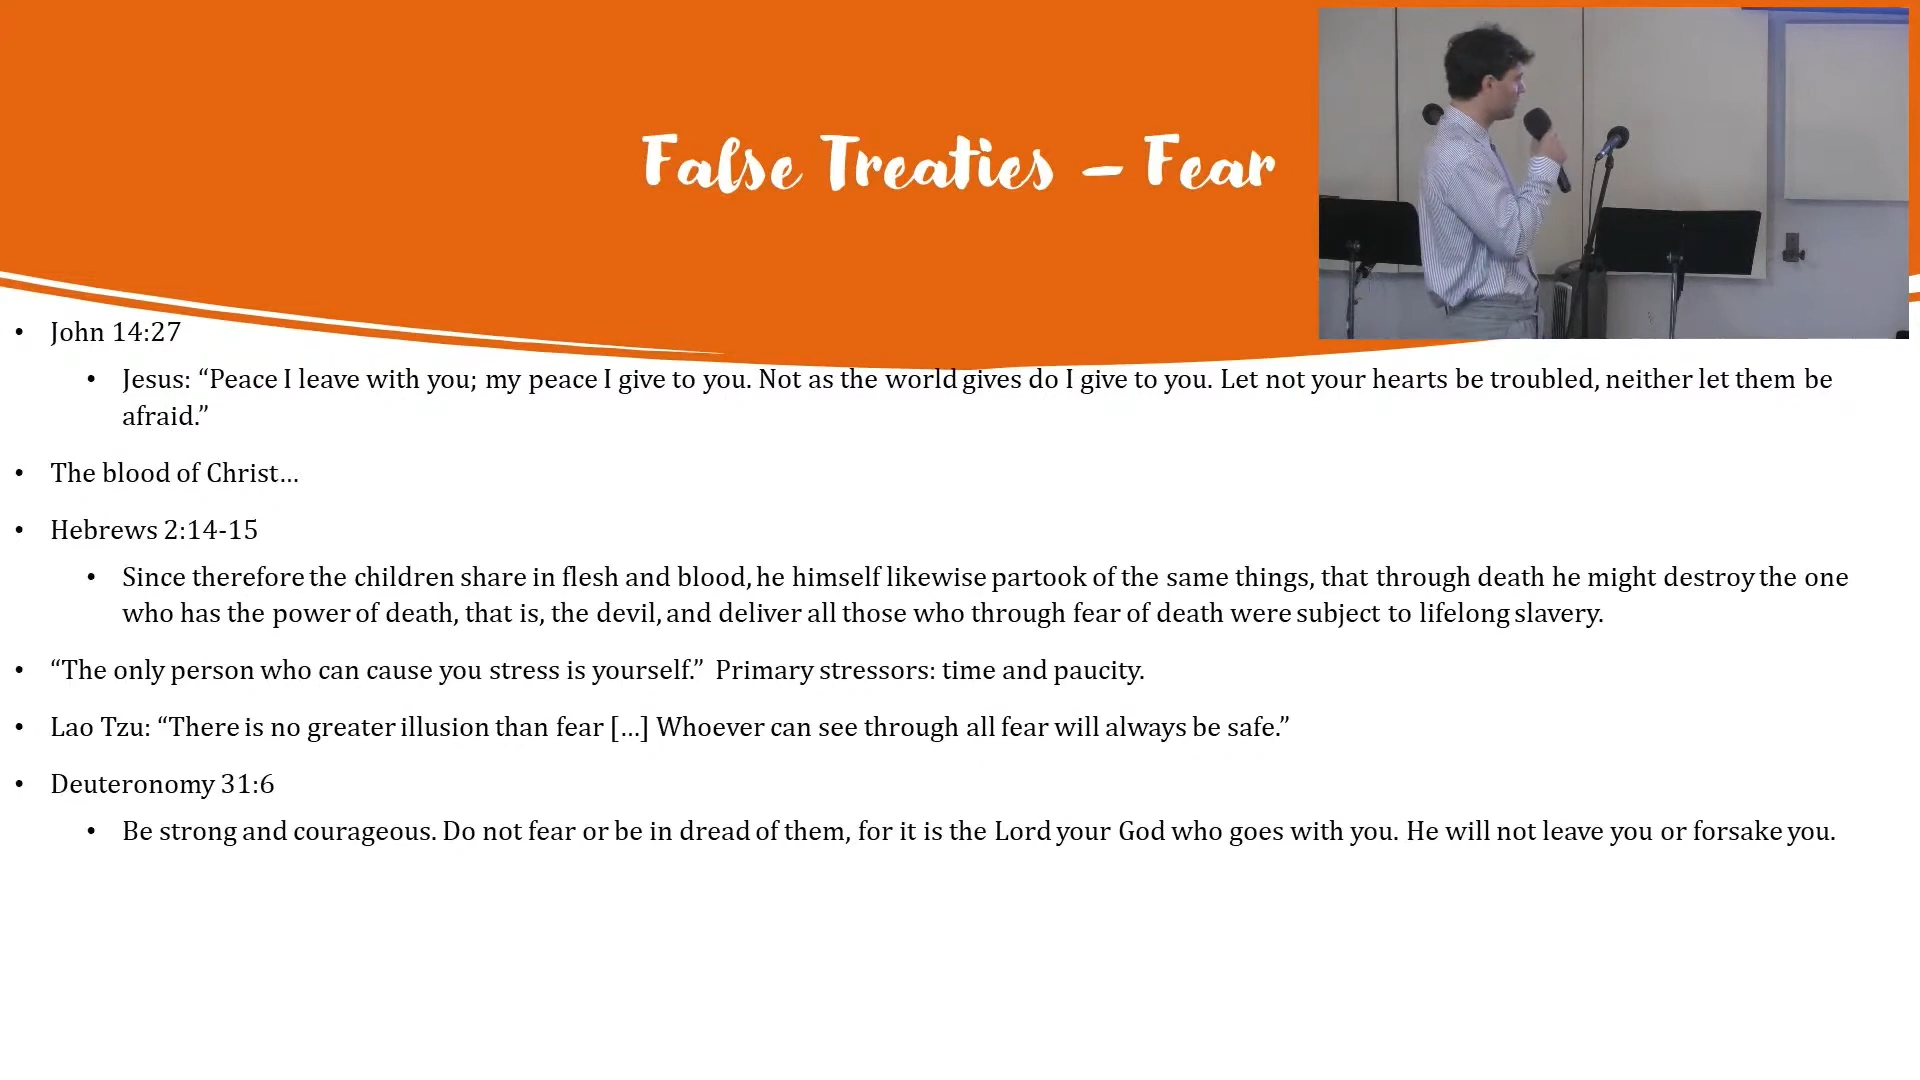 False Treaties – Fear
• John 14:27
• Jesus: “Peace I leave with you; my peace I give to you. Not as the world gives do I give to you. Let not your hearts be troubled, neither let them be
afraid.”
• The blood of Christ…
• Hebrews 2:14-15
• Since therefore the children share in flesh and blood, he himself likewise partook of the same things, that through death he might destroy the one
who has the power of death, that is, the devil, and deliver all those who through fear of death were subject to lifelong slavery.
• “The only person who can cause you stress is yourself.”  Primary stressors: time and paucity.
• Lao Tzu: “There is no greater illusion than fear […] Whoever can see through all fear will always be safe.”
• Deuteronomy 31:6
• Be strong and courageous. Do not fear or be in dread of them, for it is the Lord your God who goes with you. He will not leave you or forsake you.